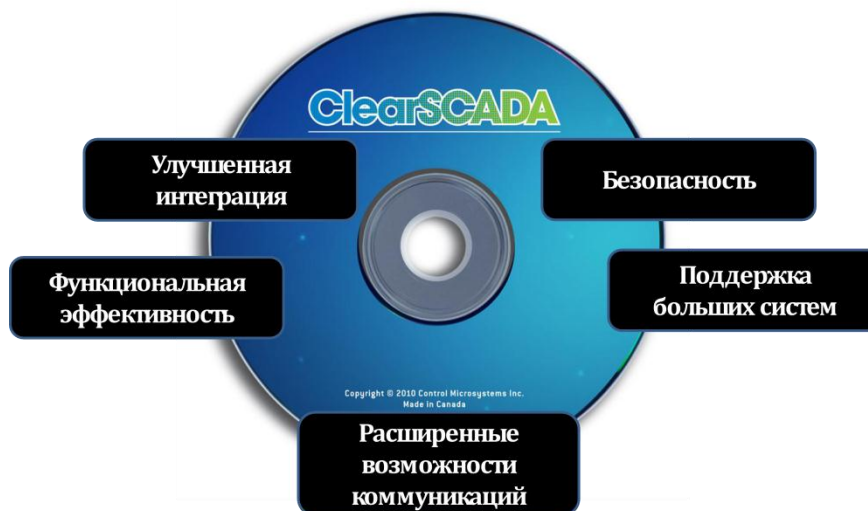 ClearSCADA
Улучшенная
интеграция
Безопасность
Функциональная
эффективность
Поддержка
больших систем
Copyright © 2010 Control Microsystems Inc.
Made in Canada
Расширенные
возможности
коммуникаций